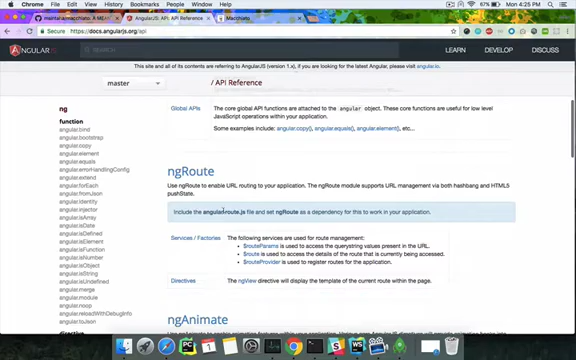 Chrome File Edit View History Bookmarks People Window Help
Mon 4:25 PM
AngularJS: API: API Reference
Macchiato
Secure https://docs.angularjs.org/api
ANGULARJS
SEARCH
LEARN DEVELOP DISCUSS
This site and all of its contents are referring to AngularJS (version 1.x), if you are looking for the latest Angular, please visit angular.io.
master
/ API Reference
ng
function
angular.bind
angular.bootstrap
angular.copy
angular.element
angular.equals
angular.errorHandlingConfig
angular.extend
angular.forEach
angular.fromJson
angular.identity
angular.injector
angular.isArray
angular.isDate
angular.isDefined
angular.isElement
angular.isFunction
angular.isNumber
angular.isObject
angular.isString
angular.isUndefined
angular.merge
angular.module
angular.noop
angular.reloadWithDebugInfo
angular.toJson
Global APIs
The core global API functions are attached to the angular object. These core functions are useful for low level
JavaScript operations within your application.
Some examples include: angular.copy(), angular.equals(), angular.element(), etc...
ngRoute
Use ngRoute to enable URL routing to your application. The ngRoute module supports URL management via both hashbang and HTML5
pushState.
Include the angular-route.js file and set ngRoute as a dependency for this to work in your application.
Services / Factories
The following services are used for route management:
• $routeParams is used to access the querystring values present in the URL.
• $route is used to access the details of the route that is currently being accessed.
• $routeProvider is used to register routes for the application.
Directives
The ngView directive will display the template of the current route within the page.
ngAnimate